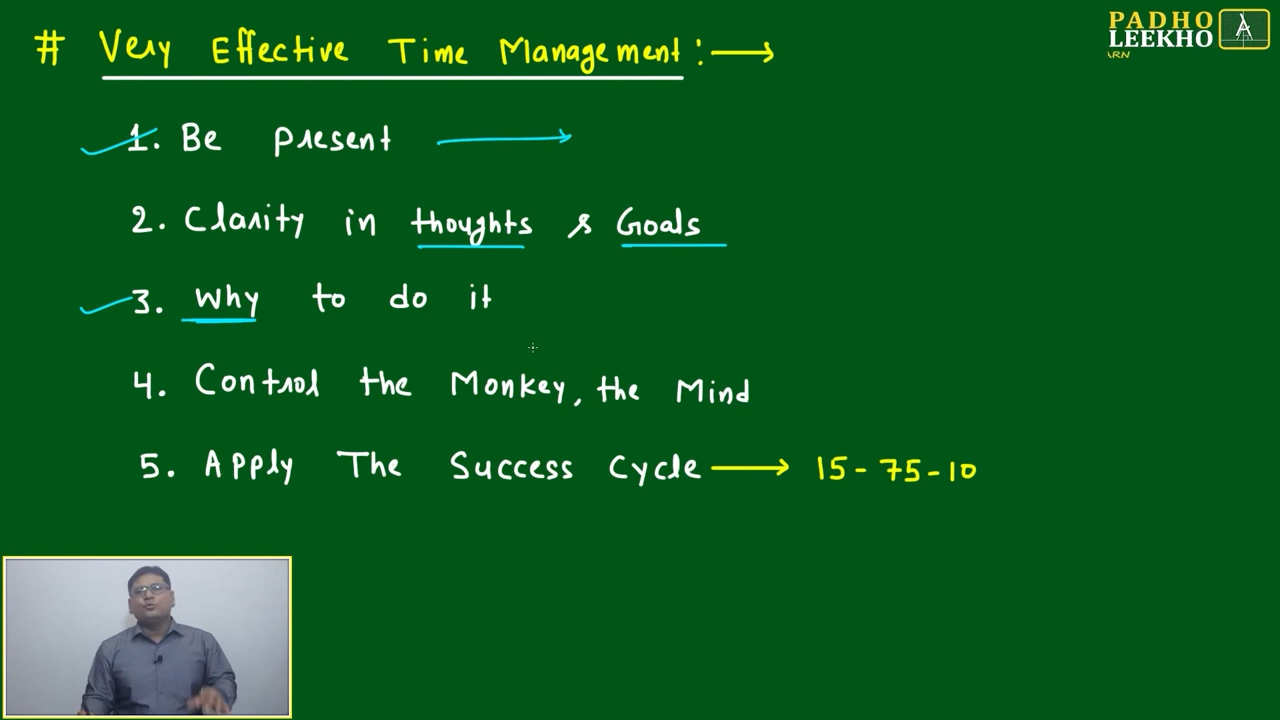 # Very Effective Time Management :→
PADHO
LEEKHO
ARN
1. Be present →
2. Clarity in thoughts & Goals
3. Why to do it
4. Control the Monkey, the Mind
5. Apply The Success Cycle → 15-75-10